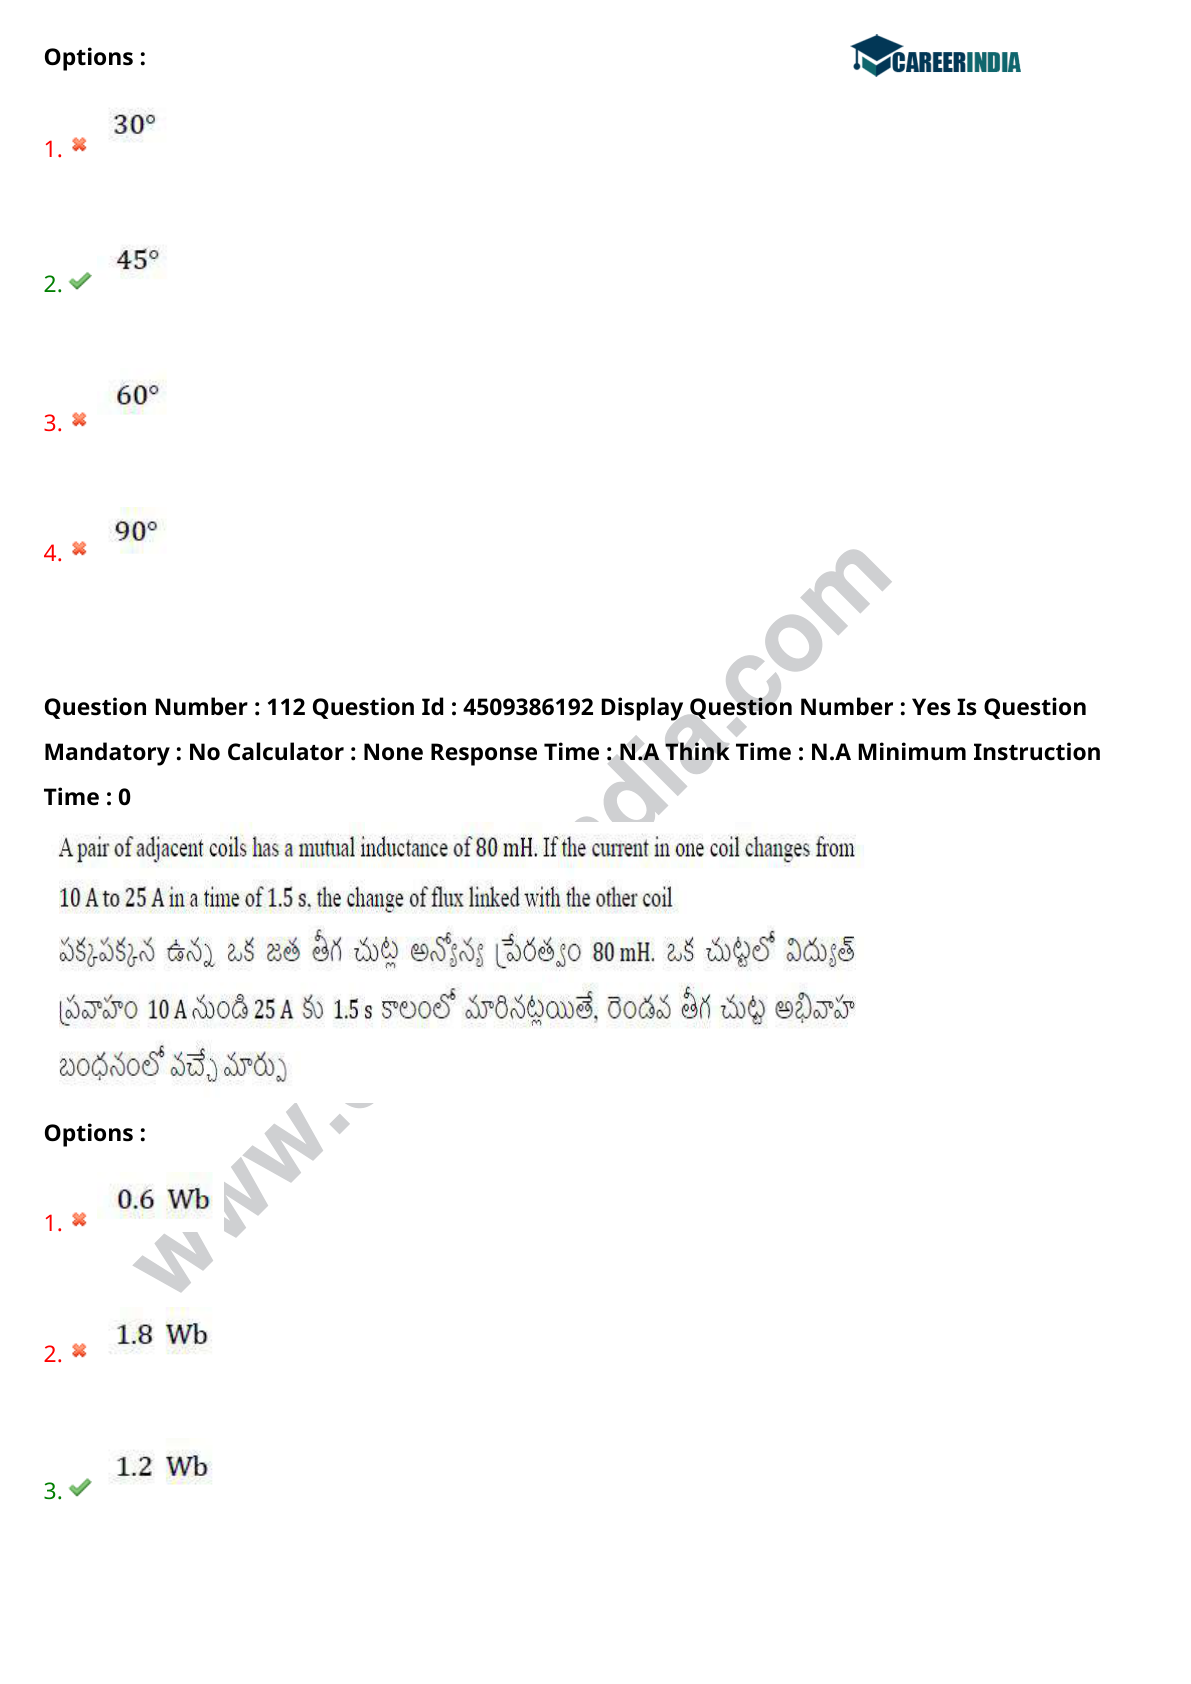 Options :
CAREERINDIA
30°
1.
45°
2.
60°
3.
90°
4.
Question Number : 112 Question Id : 4509386192 Display Question Number : Yes Is Question
Mandatory : No Calculator : None Response Time : N.A Think Time : N.A Minimum Instruction
Time : 0
A pair of adjacent coils has a mutual inductance of 80 mH. If the current in one coil changes from
10 A to 25 A in a time of 1.5 s, the change of flux linked with the other coil
పక్కపక్కన ఉన్న ఒక జత తీగ చుట్ల అన్యోన్య ప్రేరత్వం 80 mH. ఒక చుట్టలో విద్యుత్
ప్రవాహం 10 A నుండి 25 A కు 1.5 s కాలంలో మారినట్లయితే, రెండవ తీగ చుట్ట అభివాహ
బంధనంలో వచ్చే మార్పు
Options :
0.6 Wb
1.
1.8 Wb
2.
1.2 Wb
3.